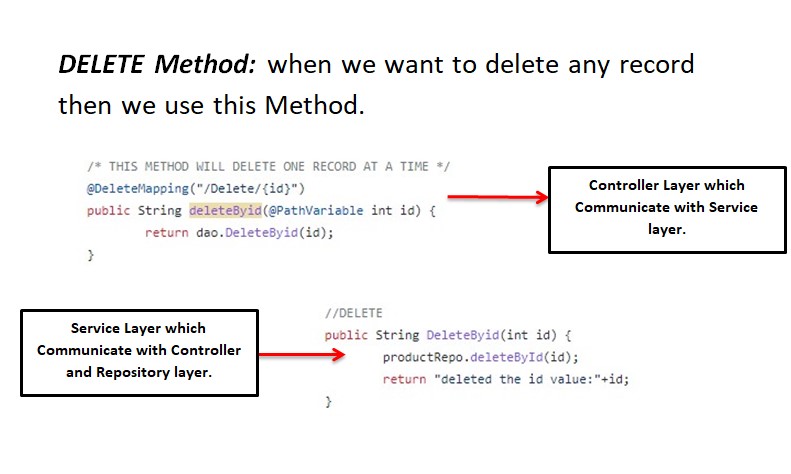 DELETE Method: when we want to delete any record
then we use this Method.
/* THIS METHOD WILL DELETE ONE RECORD AT A TIME */
@DeleteMapping("/Delete/{id}")
public String deleteByid(@PathVariable int id) {
return dao.DeleteByid(id);
}
Controller Layer which
Communicate with Service
layer.
Service Layer which
Communicate with Controller
and Repository layer.
//DELETE
public String DeleteByid(int id) {
productRepo.deleteById(id);
return "deleted the id value:"+id;
}